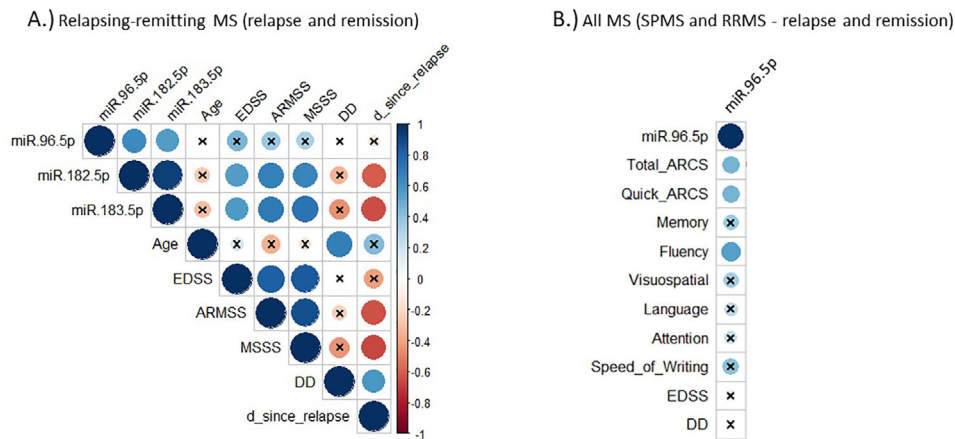 A.) Relapsing-remitting MS (relapse and remission)
miR.96.5p
miR.182.5p
miR.183.5p
Age
EDSS
ARMSS
MSSS
DD
d_since_relapse
miR.96.5p
miR.182.5p
miR.183.5p
Age
EDSS
ARMSS
MSSS
DD
d_since_relapse
1
0.8
0.6
0.4
0.2
0
-0.2
-0.4
-0.6
-0.8
-1
B.) All MS (SPMS and RRMS - relapse and remission)
miR.96.5p
miR.96.5p
Total_ARCS
Quick_ARCS
Memory
Fluency
Visuospatial
Language
Attention
Speed_of_Writing
EDSS
DD